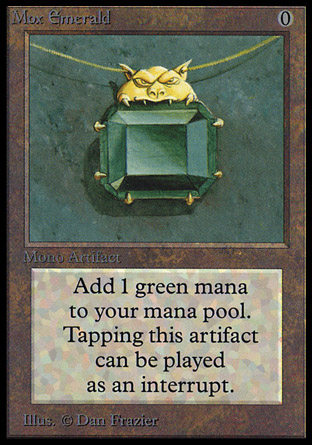 Mox Emerald 0
Mono Artifact
Add 1 green mana
to your mana pool.
Tapping this artifact
can be played
as an interrupt.
Illus. © Dan Frazier